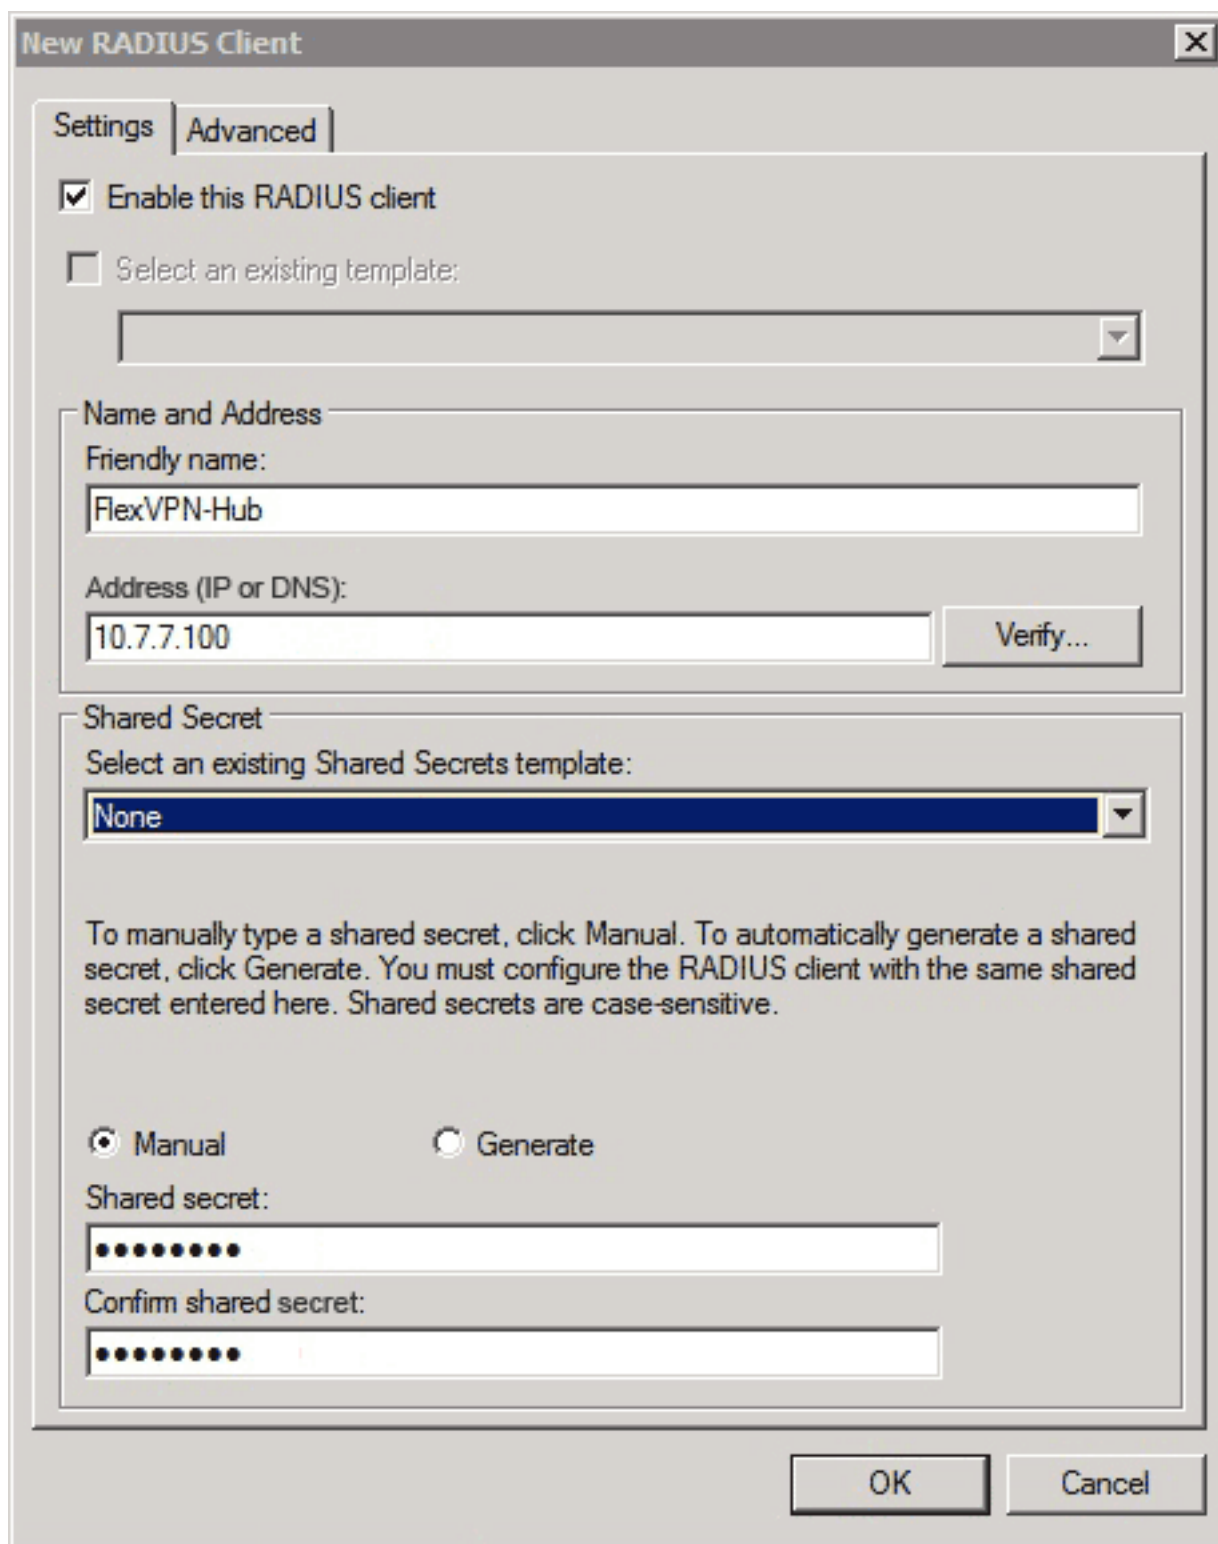 New RADIUS Client
Settings
Advanced
Enable this RADIUS client
Select an existing template:
Name and Address
Friendly name:
FlexVPN-Hub
Address (IP or DNS):
10.7.7.100
Verify...
Shared Secret
Select an existing Shared Secrets template:
None
To manually type a shared secret, click Manual. To automatically generate a shared
secret, click Generate. You must configure the RADIUS client with the same shared
secret entered here. Shared secrets are case-sensitive.
Manual
Generate
Shared secret:
●●●●●●●●
Confirm shared secret:
●●●●●●●●
OK
Cancel